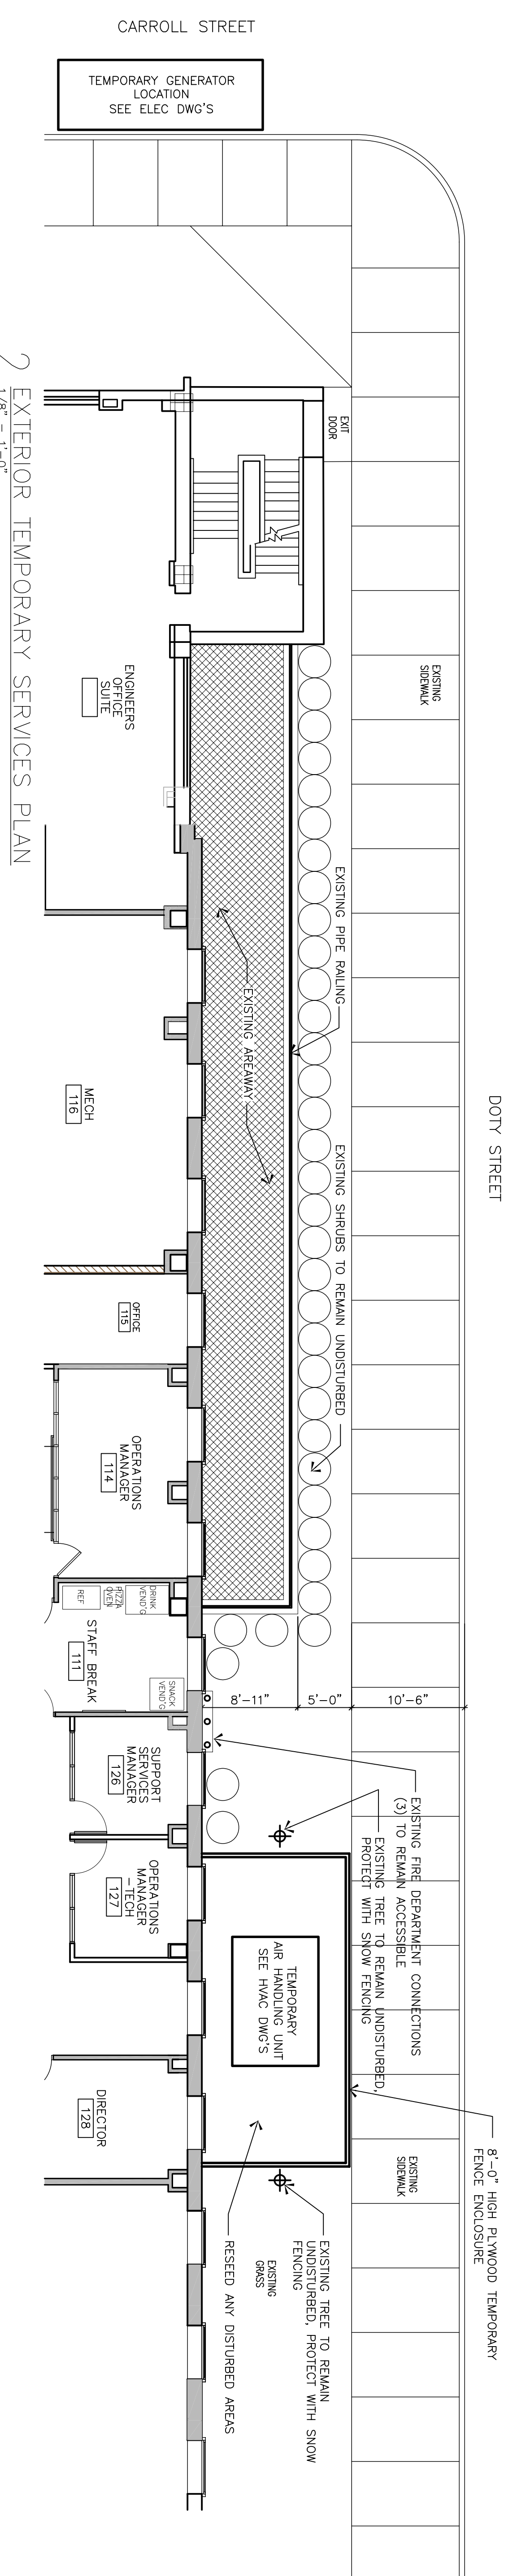 CARROLL STREET
TEMPORARY GENERATOR
LOCATION
SEE ELEC DWG'S
EXIT
DOOR
EXISTING
SIDEWALK
ENGINEERS
OFFICE
SUITE
2
EXTERIOR TEMPORARY SERVICES PLAN
1/8" = 1'-0"
EXISTING PIPE RAILING
EXISTING AREAWAY
DOTY STREET
MECH
116
EXISTING SHRUBS TO REMAIN UNDISTURBED
OFFICE
115
OPERATIONS
MANAGER
114
DRINK
VEND'G
PIZZA
OVEN
REF
STAFF BREAK
111
SNACK
VEND'G
8'-11"
5'-0"
10'-6"
SUPPORT
SERVICES
MANAGER
126
EXISTING FIRE DEPARTMENT CONNECTIONS
(3) TO REMAIN ACCESSIBLE
EXISTING TREE TO REMAIN UNDISTURBED,
PROTECT WITH SNOW FENCING
OPERATIONS
MANAGER
-TECH
127
TEMPORARY
AIR HANDLING UNIT
SEE HVAC DWG'S
DIRECTOR
128
8'-0" HIGH PLYWOOD TEMPORARY
FENCE ENCLOSURE
EXISTING
SIDEWALK
EXISTING TREE TO REMAIN
UNDISTURBED, PROTECT WITH SNOW
FENCING
EXISTING
GRASS
RESEED ANY DISTURBED AREAS